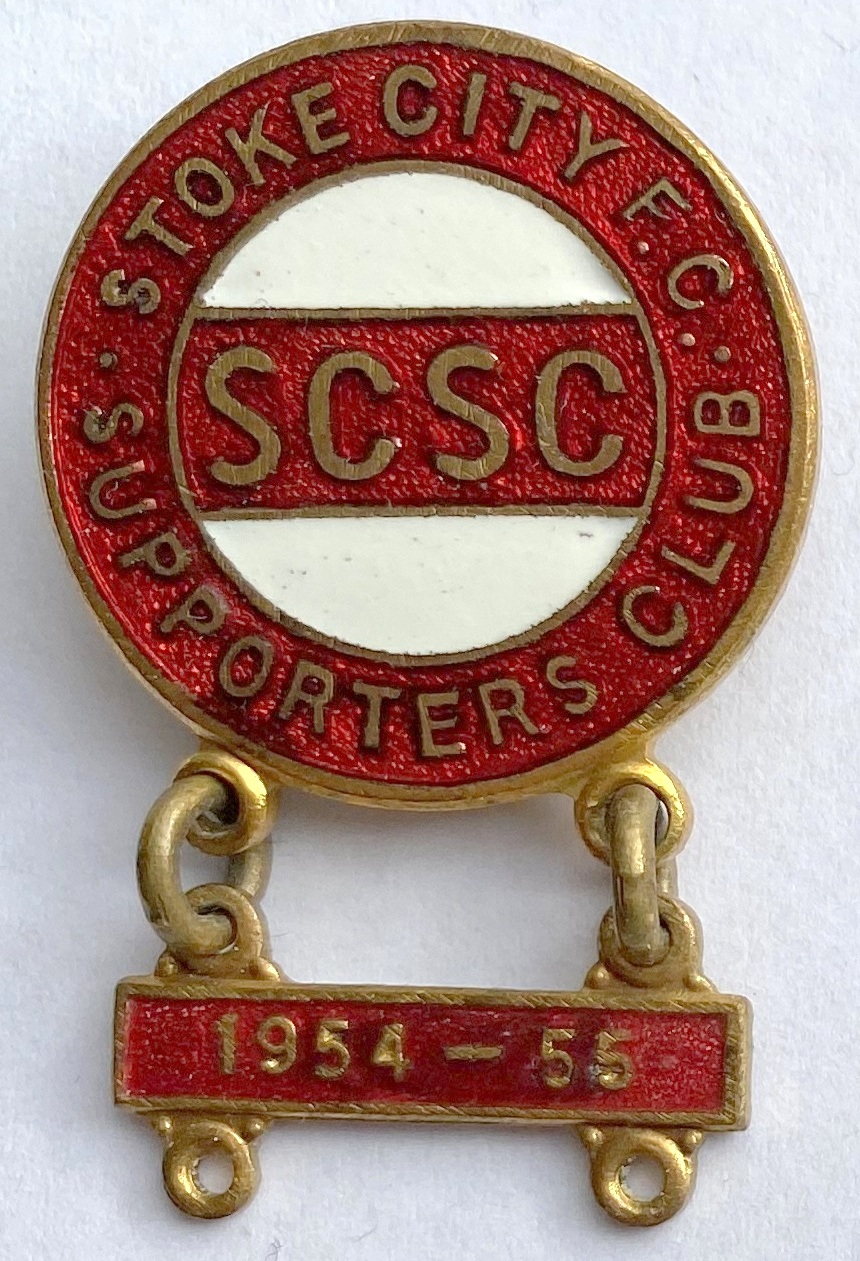 STOKE CITY F.C.
SUPPORTERS CLUB
SCSC
1954 - 55